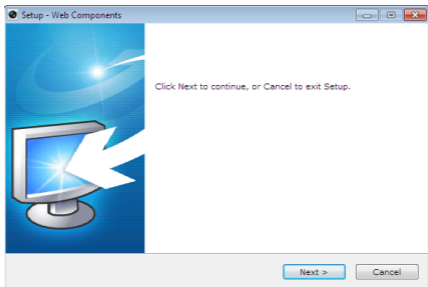 Setup - Web Components
Click Next to continue, or Cancel to exit Setup.
Next >
Cancel